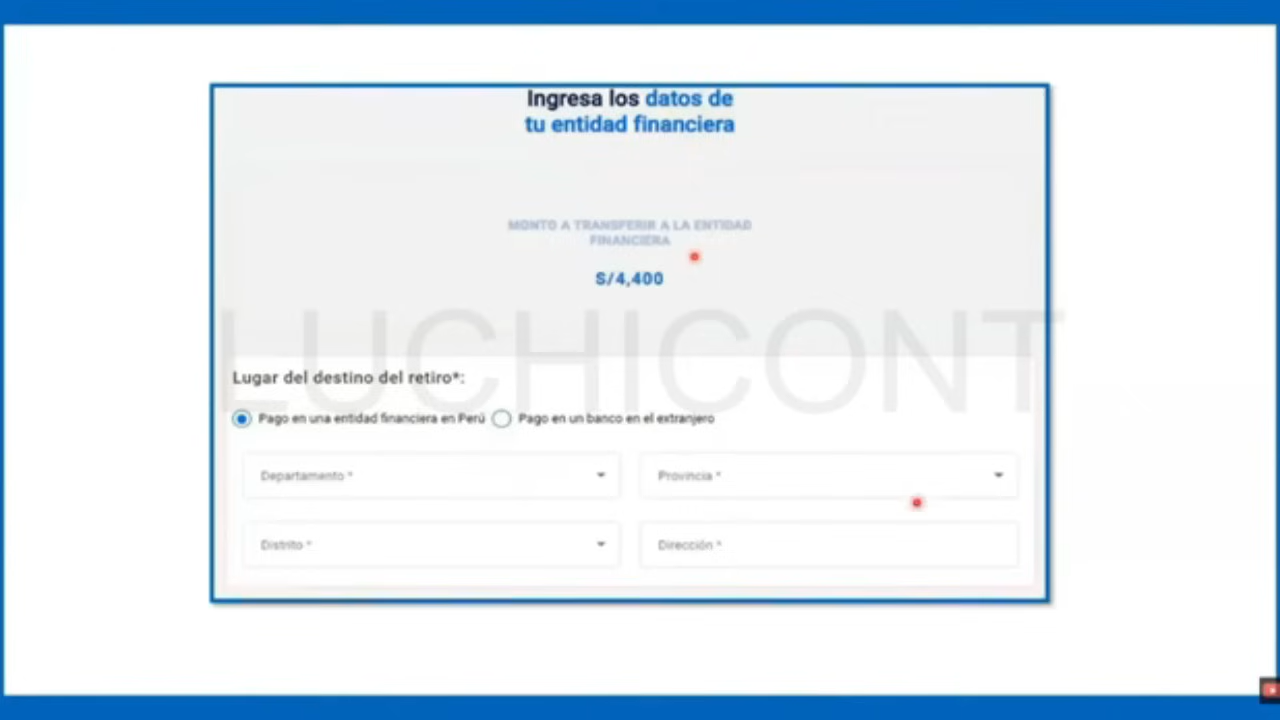 Ingresa los datos de
tu entidad financiera
MONTO A TRANSFERIR A LA ENTIDAD
FINANCIERA
S/4,400
LUCHICONT
Lugar del destino del retiro*:
Pago en una entidad financiera en Perú Pago en un banco en el extranjero
Departamento * Provincia *
Distrito * Dirección *